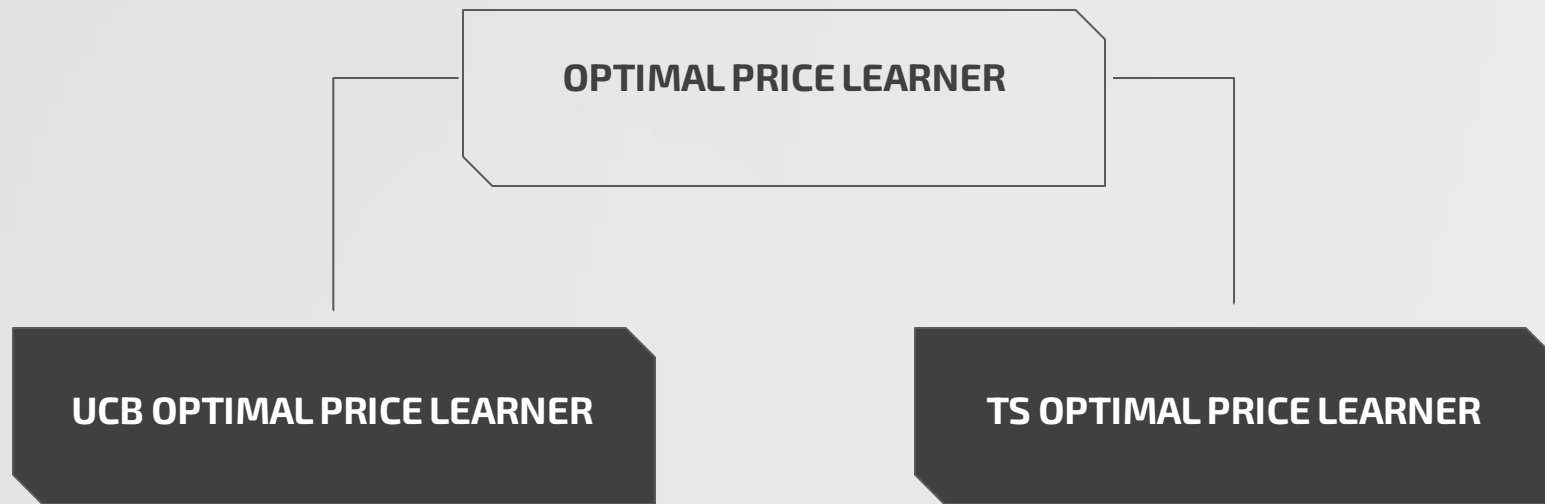 OPTIMAL PRICE LEARNER
UCB OPTIMAL PRICE LEARNER
TS OPTIMAL PRICE LEARNER